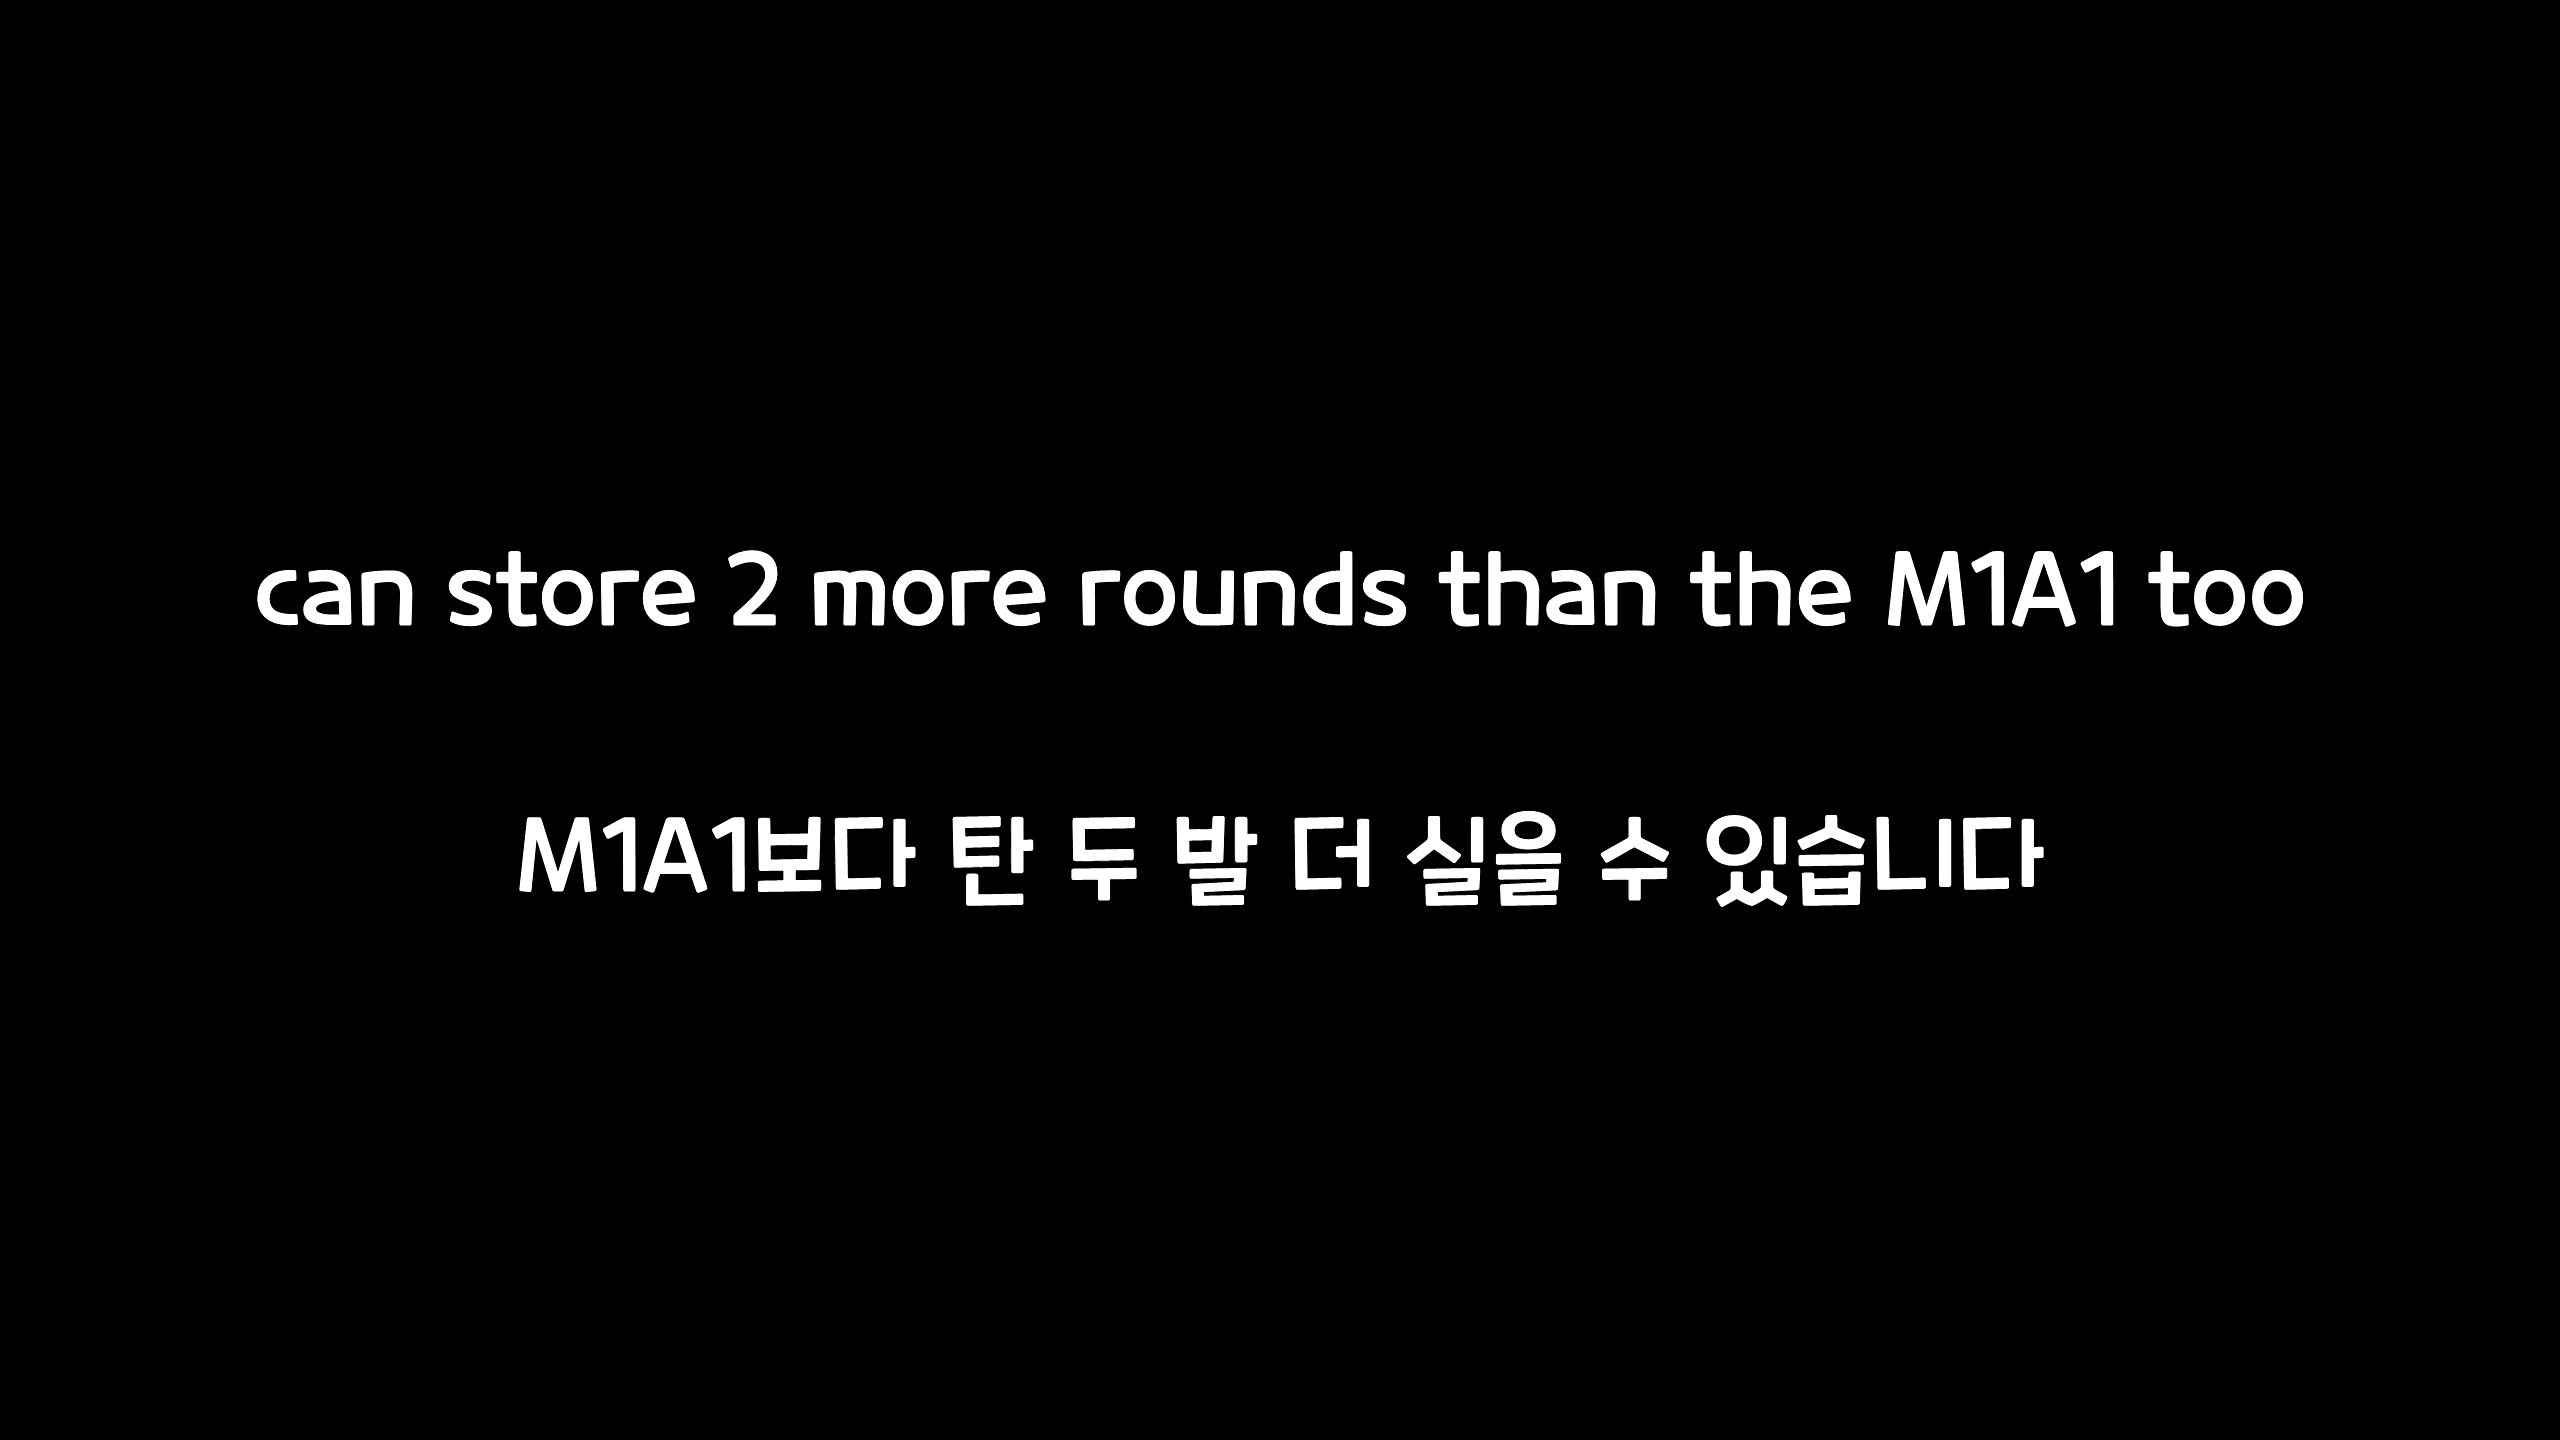 can store 2 more rounds than the M1A1 too
M1A1보다 탄 두 발 더 실을 수 있습니다